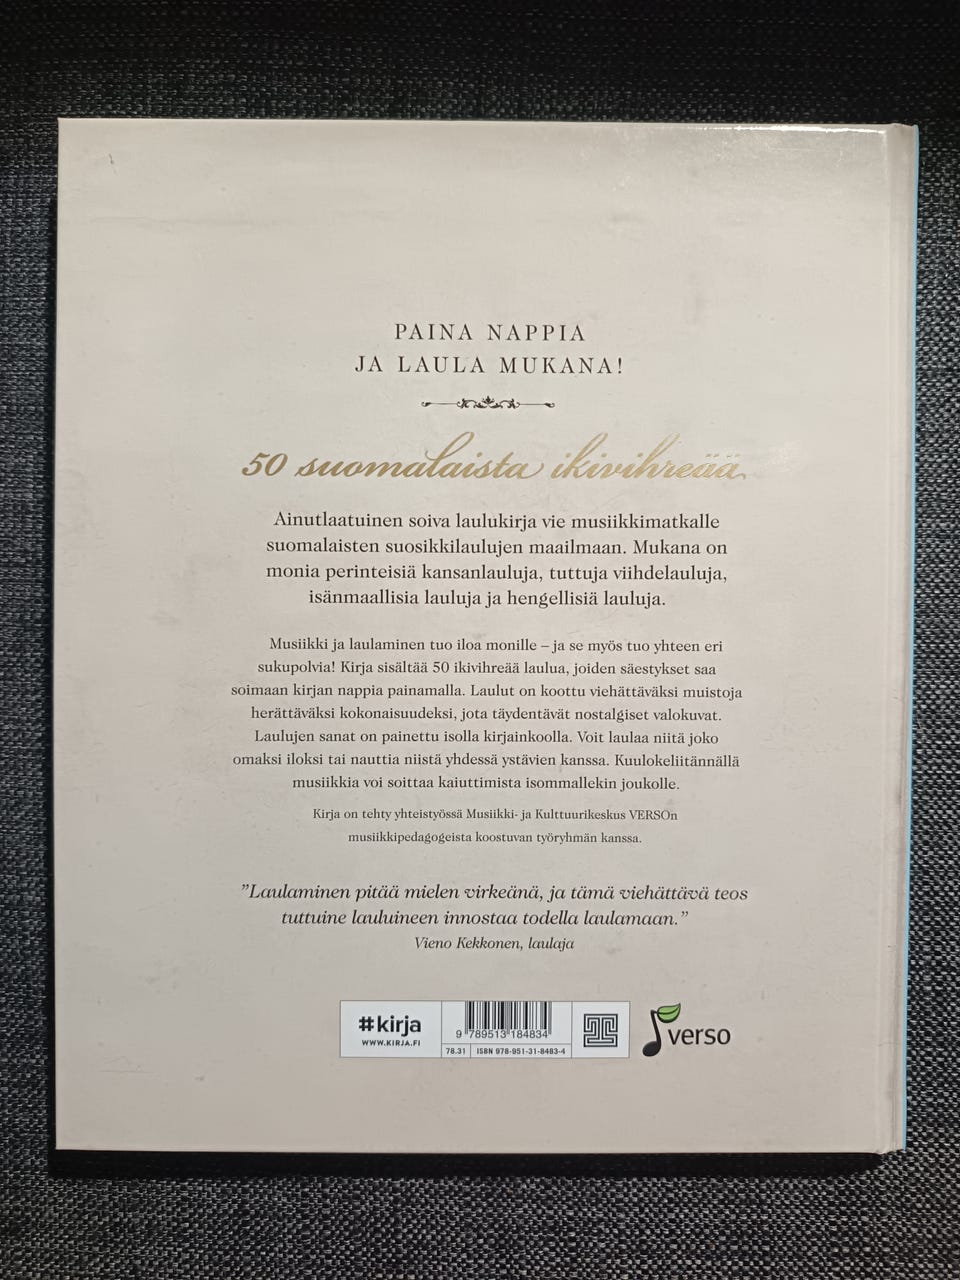 PAINA NAPPIA
JA LAULA MUKANA!
50 suomalaista ikivihreää
Ainutlaatuinen soiva laulukirja vie musiikkimatkalle
suomalaisten suosikkilaulujen maailmaan. Mukana on
monia perinteisiä kansanlauluja, tuttuja viihdelauluja,
isänmaallisia lauluja ja hengellisiä lauluja.
Musiikki ja laulaminen tuo iloa monille – ja se myös tuo yhteen eri
sukupolvia! Kirja sisältää 50 ikivihreää laulua, joiden säestykset saa
soimaan kirjan nappia painamalla. Laulut on koottu viehättäväksi muistoja
herättäväksi kokonaisuudeksi, jota täydentävät nostalgiset valokuvat.
Laulujen sanat on painettu isolla kirjainkoolla. Voit laulaa niitä joko
omaksi iloksi tai nauttia niistä yhdessä ystävien kanssa. Kuulokeliitännällä
musiikkia voi soittaa kaiuttimista isommallekin joukolle.
Kirja on tehty yhteistyössä Musiikki- ja Kulttuurikeskus VERSOn
musiikkipedagogeista koostuvan työryhmän kanssa.
”Laulaminen pitää mielen virkeänä, ja tämä viehättävä teos
tuttuine lauluineen innostaa todella laulamaan.”
Vieno Kekkonen, laulaja
#kirja
WWW.KIRJA.FI
9 789513 184834
78.31 ISBN 978-951-31-8483-4
verso